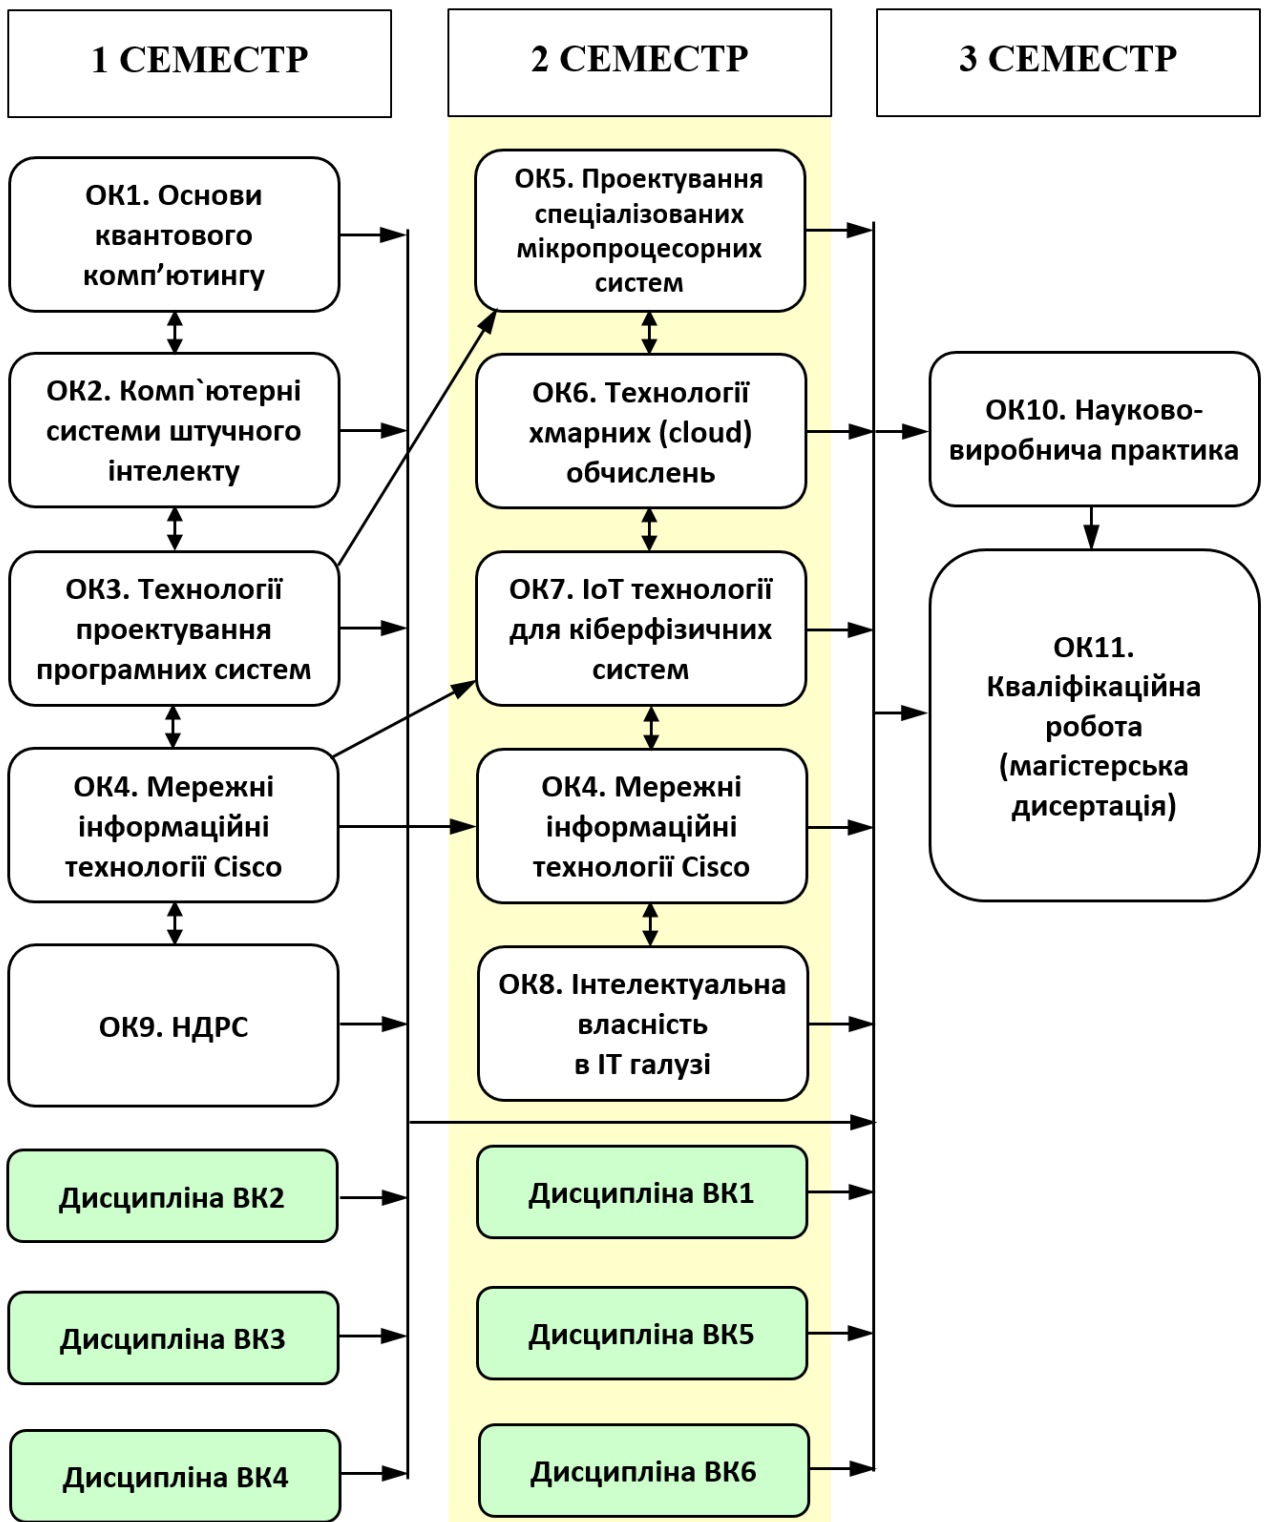 1 СЕМЕСТР
2 СЕМЕСТР
3 СЕМЕСТР
ОК1. Основи
квантового
комп’ютингу
ОК2. Комп`ютерні
системи штучного
інтелекту
ОК3. Технології
проектування
програмних систем
ОК4. Мережні
інформаційні
технології Cisco
ОК9. НДРС
Дисципліна ВК2
Дисципліна ВК3
Дисципліна ВК4
ОК5. Проектування
спеціалізованих
мікропроцесорних
систем
ОК6. Технології
хмарних (cloud)
обчислень
ОК7. IoT технології
для кіберфізичних
систем
ОК4. Мережні
інформаційні
технології Cisco
ОК8. Інтелектуальна
власність
в ІТ галузі
Дисципліна ВК1
Дисципліна ВК5
Дисципліна ВК6
ОК10. Науково-
виробнича практика
ОК11.
Кваліфікаційна
робота
(магістерська
дисертація)